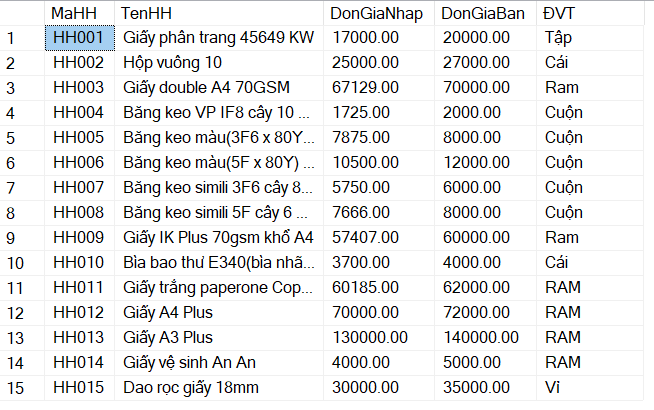 MaHH TenHH DonGiaNhap DonGiaBan ĐVT
1 HH001 Giấy phân trang 45649 KW 17000.00 20000.00 Tập
2 HH002 Hộp vuông 10 25000.00 27000.00 Cái
3 HH003 Giấy double A4 70GSM 67129.00 70000.00 Ram
4 HH004 Băng keo VP IF8 cây 10 ... 1725.00 2000.00 Cuộn
5 HH005 Băng keo màu(3F6 x 80Y... 7875.00 8000.00 Cuộn
6 HH006 Băng keo màu(5F x 80Y) ... 10500.00 12000.00 Cuộn
7 HH007 Băng keo simili 3F6 cây 8... 5750.00 6000.00 Cuộn
8 HH008 Băng keo simili 5F cây 6 ... 7666.00 8000.00 Cuộn
9 HH009 Giấy IK Plus 70gsm khổ A4 57407.00 60000.00 Ram
10 HH010 Bìa bao thư E340(bìa nhã... 3700.00 4000.00 Cái
11 HH011 Giấy trắng paperone Cop... 60185.00 62000.00 RAM
12 HH012 Giấy A4 Plus 70000.00 72000.00 RAM
13 HH013 Giấy A3 Plus 130000.00 140000.00 RAM
14 HH014 Giấy vệ sinh An An 4000.00 5000.00 RAM
15 HH015 Dao rọc giấy 18mm 30000.00 35000.00 Vỉ